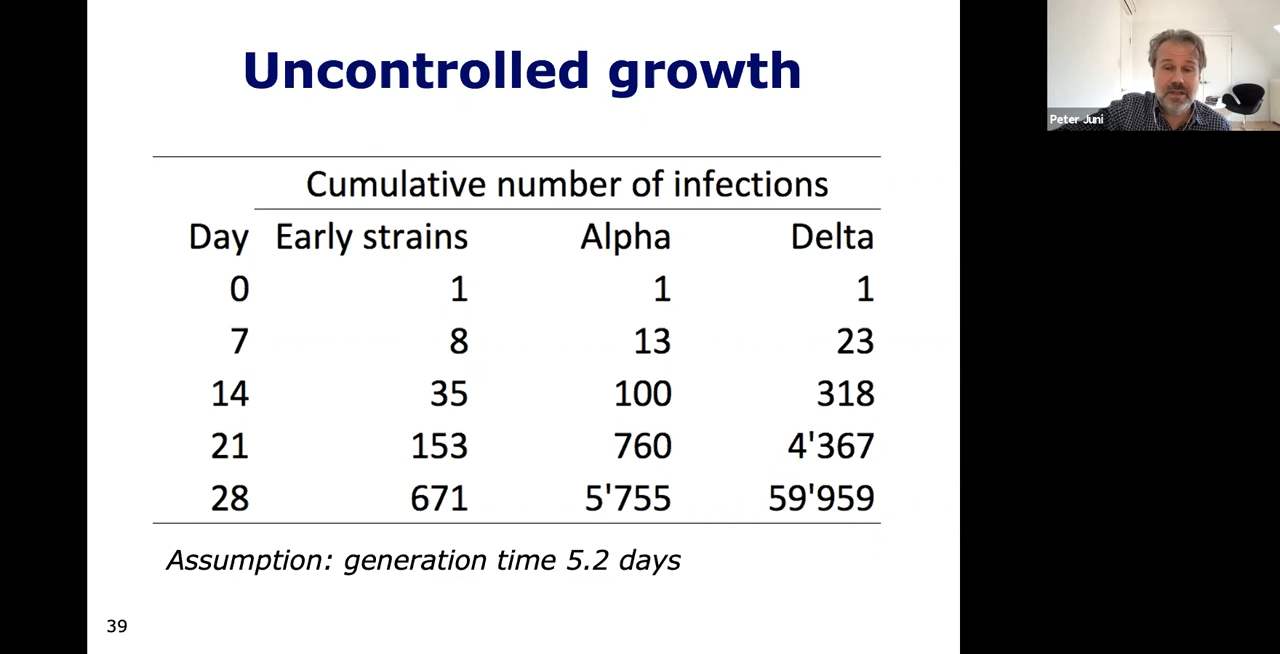 Uncontrolled growth
Peter Juni
Cumulative number of infections
Day Early strains Alpha Delta
0 1 1 1
7 8 13 23
14 35 100 318
21 153 760 4'367
28 671 5'755 59'959
Assumption: generation time 5.2 days
39